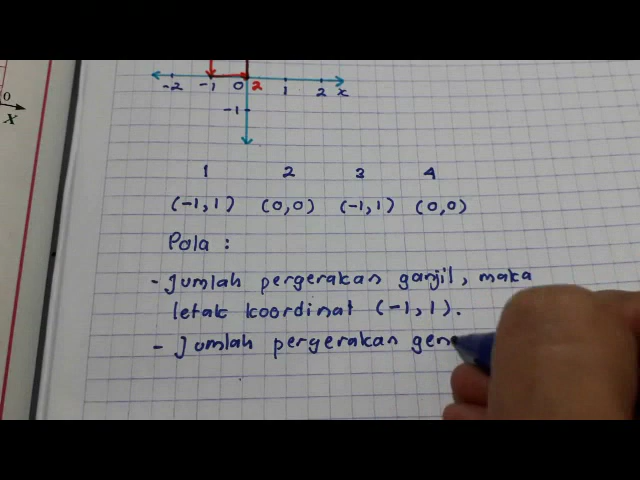 0
X
-2 -1 0 2 1 2 x
-1
1 2 3 4
(-1,1) (0,0) (-1,1) (0,0)
Pola :
- Jumlah pergerakan ganjil, maka
letak koordinat (-1,1).
- Jumlah pergerakan gen